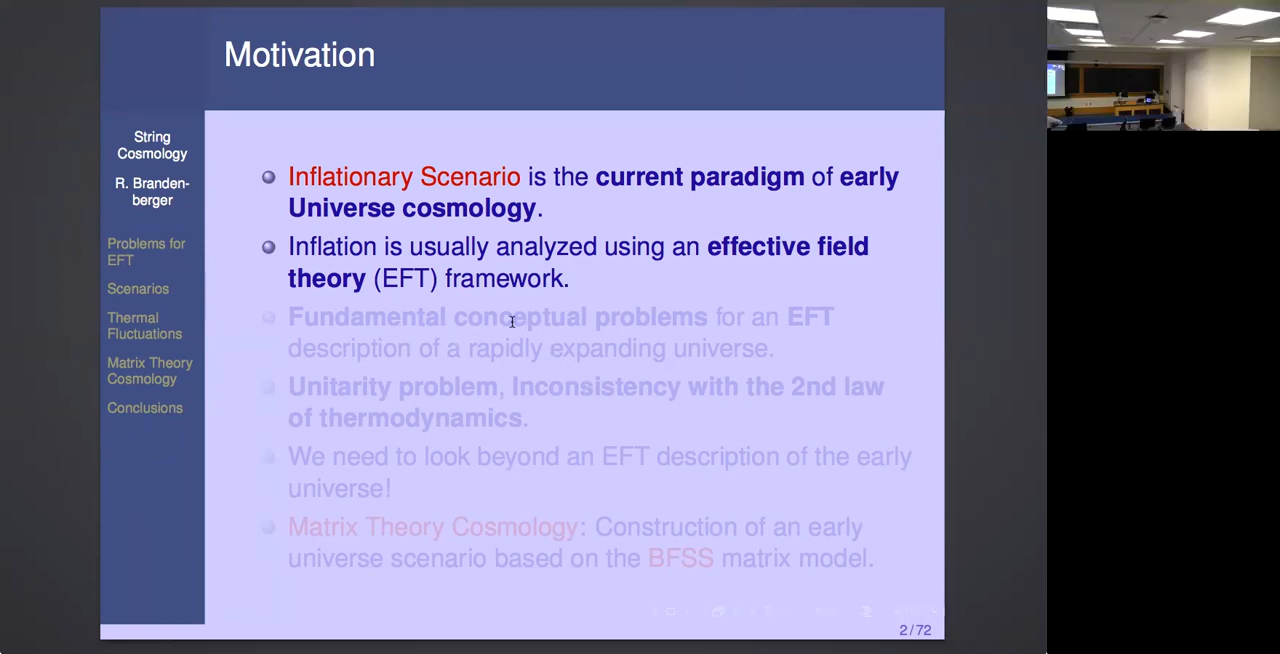 Motivation
String
Cosmology
R. Branden-
berger
Problems for
EFT
Scenarios
Thermal
Fluctuations
Matrix Theory
Cosmology
Conclusions
Inflationary Scenario is the current paradigm of early
Universe cosmology.
Inflation is usually analyzed using an effective field
theory (EFT) framework.
Fundamental conceptual problems for an EFT
description of a rapidly expanding universe.
Unitarity problem, Inconsistency with the 2nd law
of thermodynamics.
We need to look beyond an EFT description of the early
universe!
Matrix Theory Cosmology: Construction of an early
universe scenario based on the BFSS matrix model.
2/72